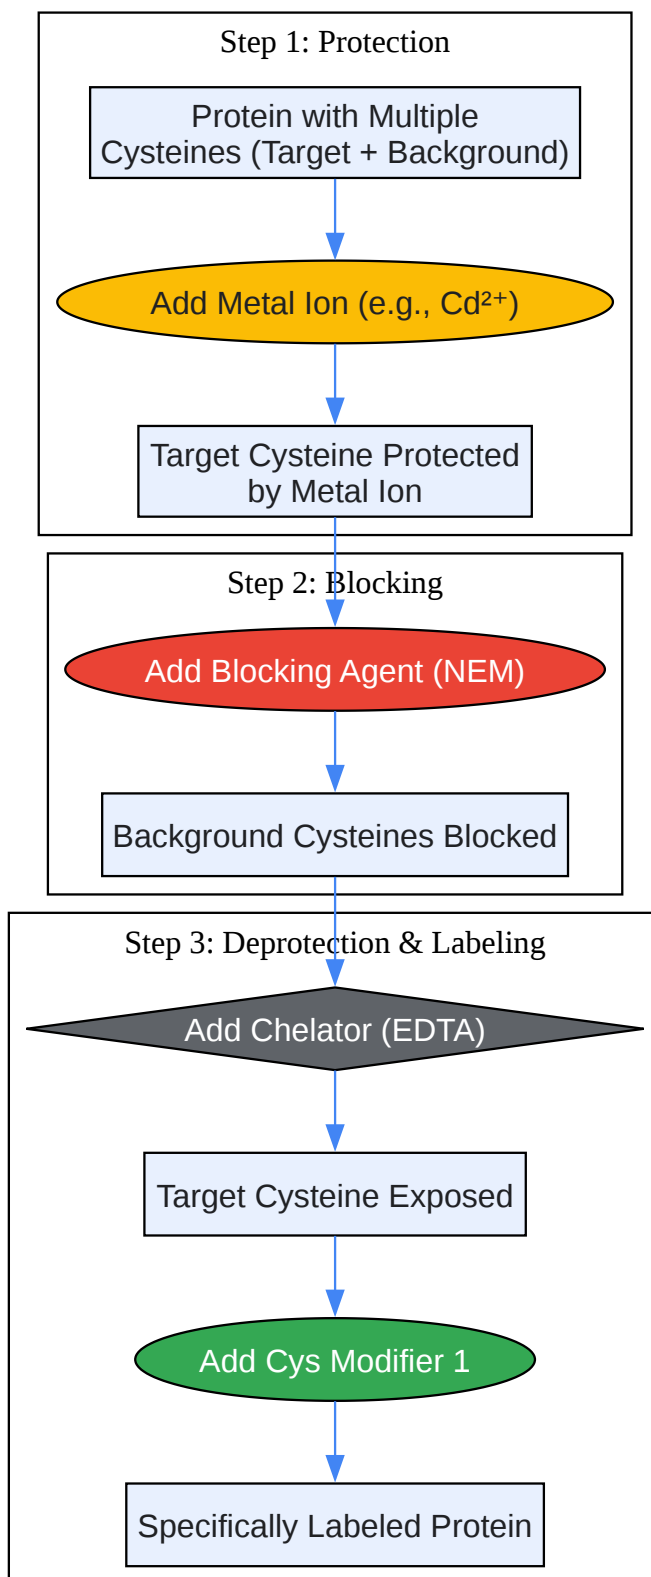 Step 1: Protection
Protein with Multiple
Cysteines (Target + Background)
Add Metal Ion (e.g., Cd²⁺)
Target Cysteine Protected
by Metal Ion
Step 2: Blocking
Add Blocking Agent (NEM)
Background Cysteines Blocked
Step 3: Deprotection & Labeling
Add Chelator (EDTA)
Target Cysteine Exposed
Add Cys Modifier 1
Specifically Labeled Protein